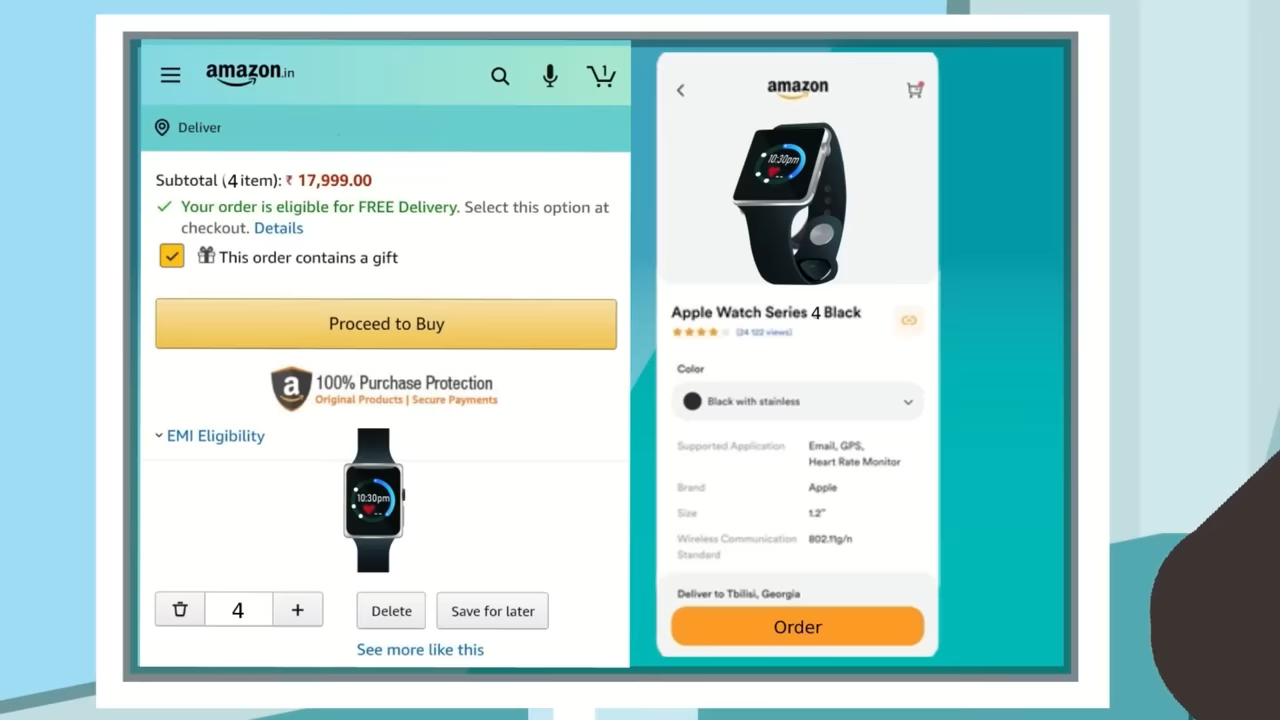 amazon.in
1
Deliver
Subtotal (4 item): ₹ 17,999.00
Your order is eligible for FREE Delivery. Select this option at
checkout. Details
This order contains a gift
Proceed to Buy
a
100% Purchase Protection
Original Products | Secure Payments
EMI Eligibility
10:30pm
4
Delete
Save for later
See more like this
amazon
10:30pm
Apple Watch Series 4 Black
(24 122 views)
Color
Black with stainless
Supported Application Email, GPS,
Heart Rate Monitor
Brand Apple
Size 1.2"
Wireless Communication 802.11g/n
Standard
Deliver to Tbilisi, Georgia
Order